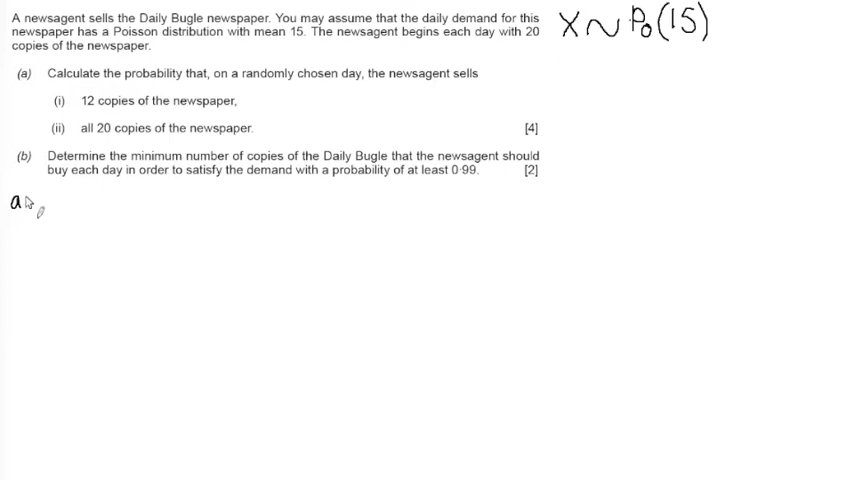 A newsagent sells the Daily Bugle newspaper. You may assume that the daily demand for this
newspaper has a Poisson distribution with mean 15. The newsagent begins each day with 20
copies of the newspaper.
X ~ Po(15)
(a) Calculate the probability that, on a randomly chosen day, the newsagent sells
(i) 12 copies of the newspaper,
(ii) all 20 copies of the newspaper. [4]
(b) Determine the minimum number of copies of the Daily Bugle that the newsagent should
buy each day in order to satisfy the demand with a probability of at least 0·99. [2]
a